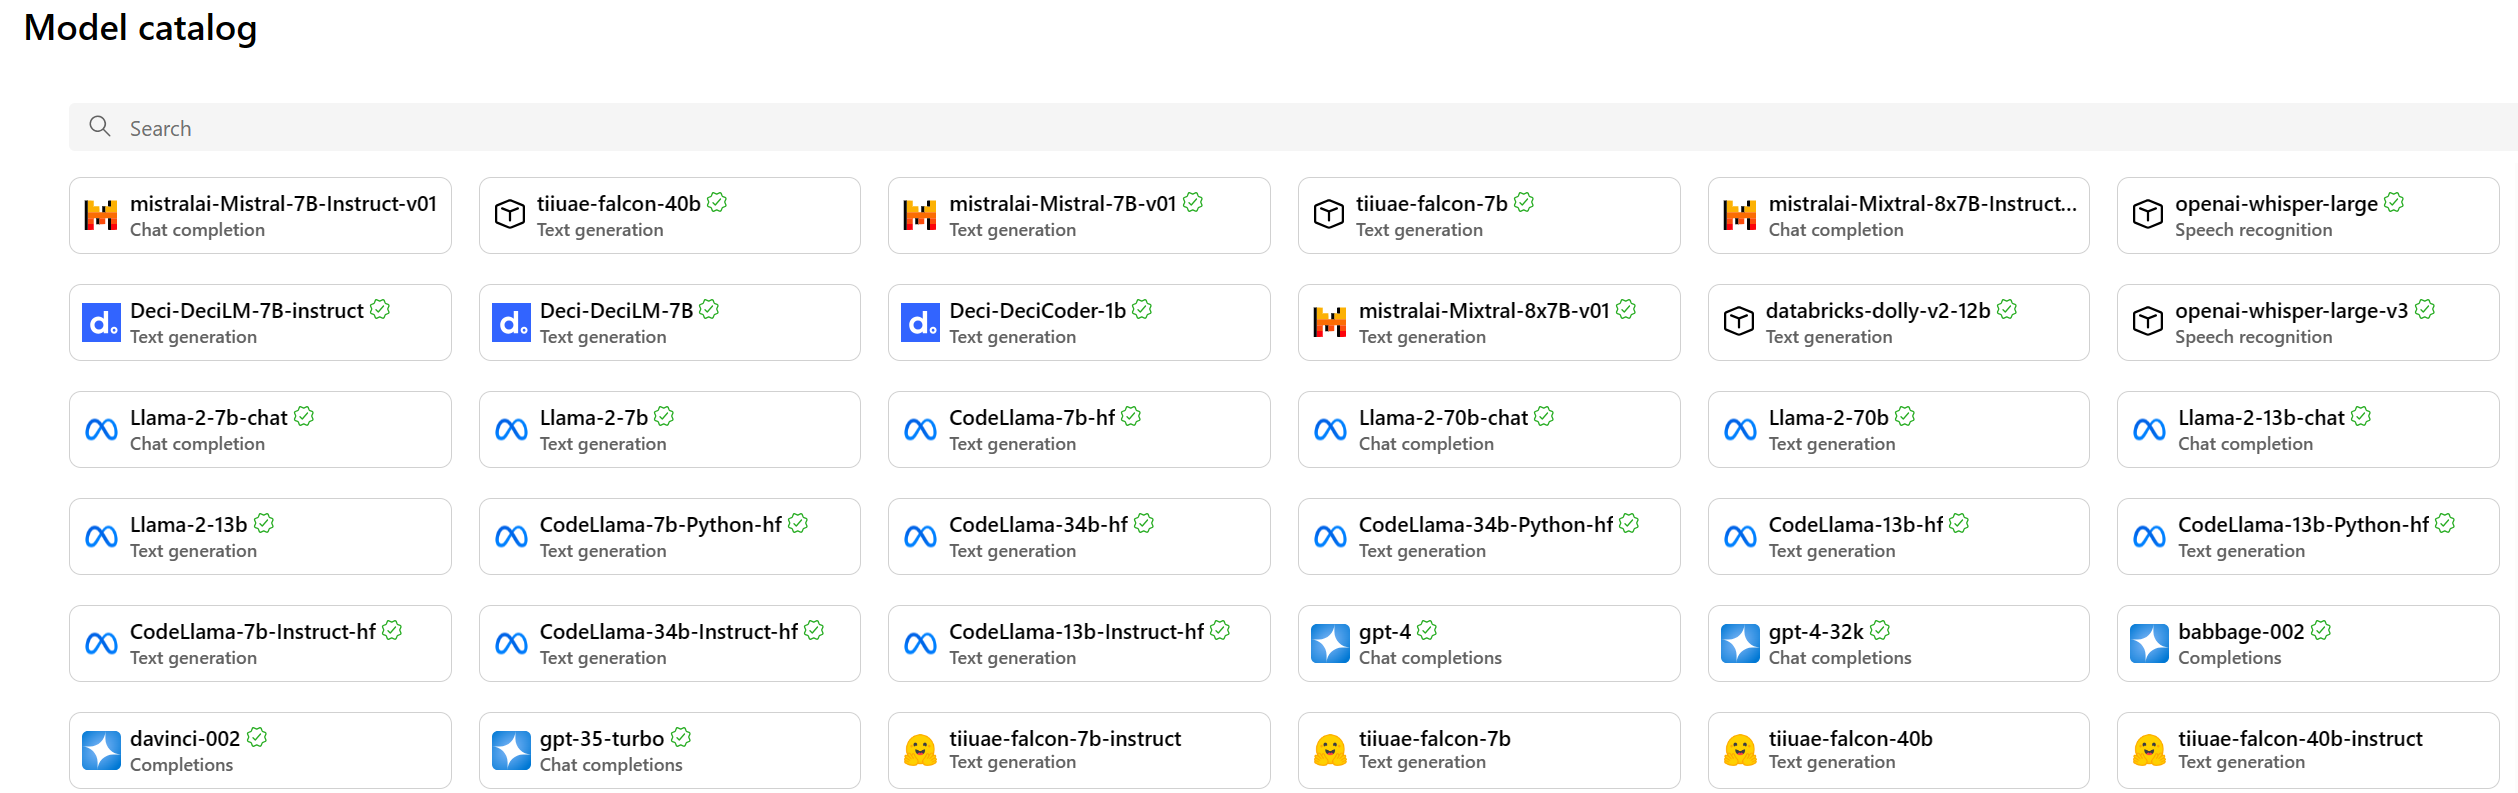 Model catalog
Search
mistralai-Mistral-7B-Instruct-v01
Chat completion
tiiuae-falcon-40b
Text generation
mistralai-Mistral-7B-v01
Text generation
tiiuae-falcon-7b
Text generation
mistralai-Mixtral-8x7B-Instruct...
Chat completion
openai-whisper-large
Speech recognition
Deci-DeciLM-7B-instruct
Text generation
Deci-DeciLM-7B
Text generation
Deci-DeciCoder-1b
Text generation
mistralai-Mixtral-8x7B-v01
Text generation
databricks-dolly-v2-12b
Text generation
openai-whisper-large-v3
Speech recognition
Llama-2-7b-chat
Chat completion
Llama-2-7b
Text generation
CodeLlama-7b-hf
Text generation
Llama-2-70b-chat
Chat completion
Llama-2-70b
Text generation
Llama-2-13b-chat
Chat completion
Llama-2-13b
Text generation
CodeLlama-7b-Python-hf
Text generation
CodeLlama-34b-hf
Text generation
CodeLlama-34b-Python-hf
Text generation
CodeLlama-13b-hf
Text generation
CodeLlama-13b-Python-hf
Text generation
CodeLlama-7b-Instruct-hf
Text generation
CodeLlama-34b-Instruct-hf
Text generation
CodeLlama-13b-Instruct-hf
Text generation
gpt-4
Chat completions
gpt-4-32k
Chat completions
babbage-002
Completions
davinci-002
Completions
gpt-35-turbo
Chat completions
tiiuae-falcon-7b-instruct
Text generation
tiiuae-falcon-7b
Text generation
tiiuae-falcon-40b
Text generation
tiiuae-falcon-40b-instruct
Text generation